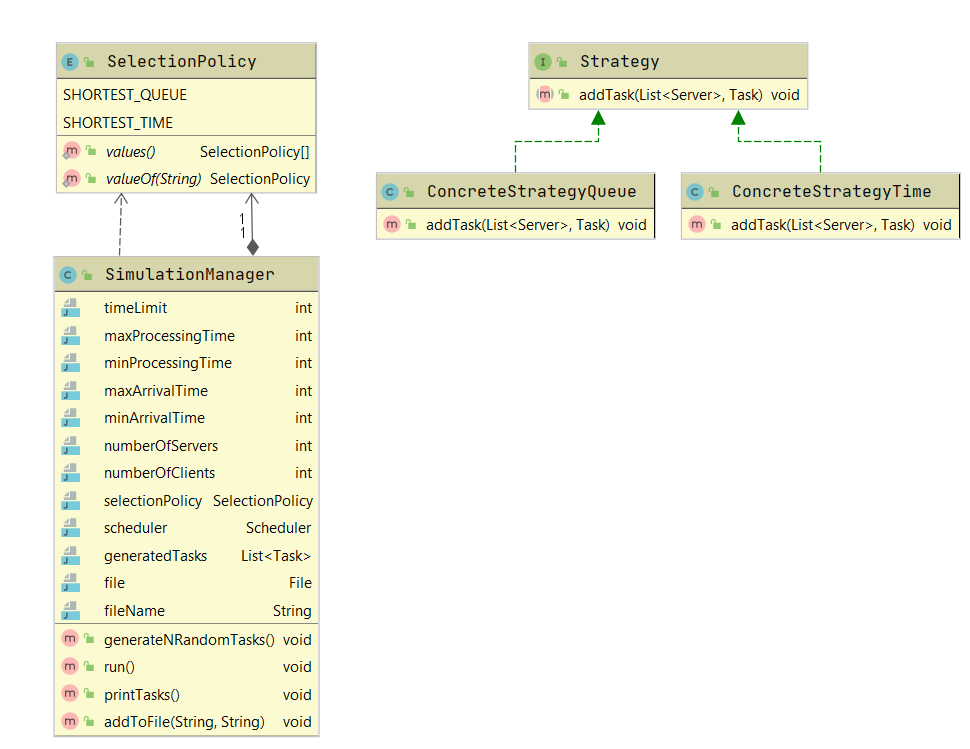 E SelectionPolicy
SHORTEST_QUEUE
SHORTEST_TIME
m values() SelectionPolicy[]
m valueOf(String) SelectionPolicy
1
1
C SimulationManager
timeLimit int
maxProcessingTime int
minProcessingTime int
maxArrivalTime int
minArrivalTime int
numberOfServers int
numberOfClients int
selectionPolicy SelectionPolicy
scheduler Scheduler
generatedTasks List<Task>
file File
fileName String
m generateNRandomTasks() void
m run() void
m printTasks() void
m addToFile(String, String) void
I Strategy
m addTask(List<Server>, Task) void
C ConcreteStrategyQueue
m addTask(List<Server>, Task) void
C ConcreteStrategyTime
m addTask(List<Server>, Task) void